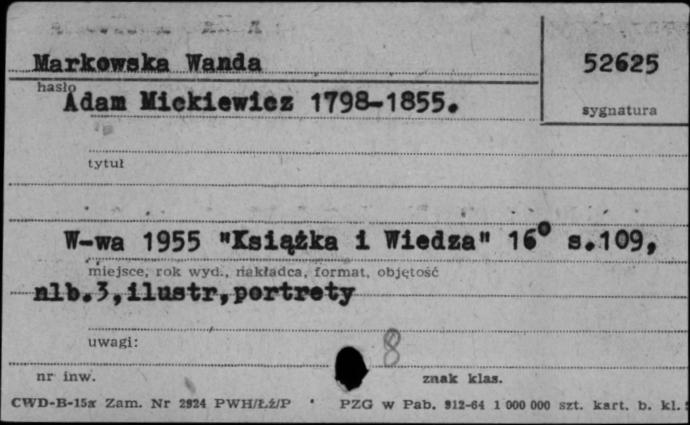 Markowska Wanda
52625
hasło
Adam Mickiewicz 1798-1855.
sygnatura
tytuł
W-wa 1955 "Książka i Wiedza" 16° s.109,
miejsce, rok wyd., nakładca, format, objętość
nlb.3,ilustr,portrety
uwagi:
8
nr inw.
znak klas.
CWD-B-15a Zam. Nr 2924 PWH/Łź/P
PZG w Pab. 912-64 1 000 000 szt. kart. b. kl.